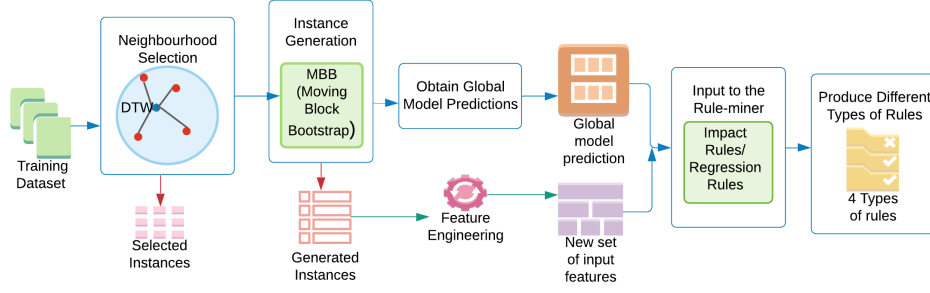 Training
Dataset
Neighbourhood
Selection
DTW
Selected
Instances
Instance
Generation
MBB
(Moving
Block
Bootstrap)
Generated
Instances
Obtain Global
Model Predictions
Feature
Engineering
Global
model
prediction
New set
of input
features
Input to the
Rule-miner
Impact
Rules/
Regression
Rules
Produce Different
Types of Rules
4 Types
of rules